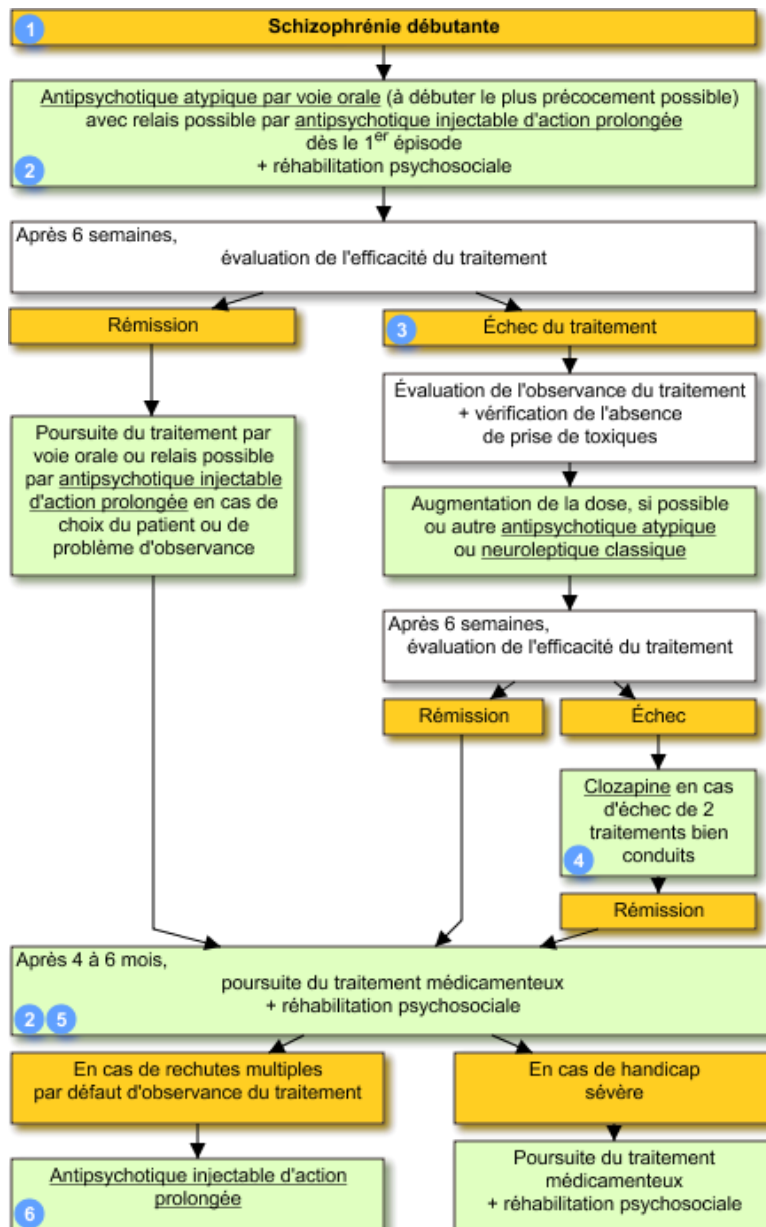 1
Schizophrénie débutante
Antipsychotique atypique par voie orale (à débuter le plus précocement possible)
avec relais possible par antipsychotique injectable d'action prolongée
dès le 1er épisode
+ réhabilitation psychosociale
2
Après 6 semaines,
évaluation de l'efficacité du traitement
Rémission
3
Échec du traitement
Poursuite du traitement par
voie orale ou relais possible
par antipsychotique injectable
d'action prolongée en cas de
choix du patient ou de
problème d'observance
Évaluation de l'observance du traitement
+ vérification de l'absence
de prise de toxiques
Augmentation de la dose, si possible
ou autre antipsychotique atypique
ou neuroleptique classique
Après 6 semaines,
évaluation de l'efficacité du traitement
Rémission
Échec
Clozapine en cas
d'échec de 2
traitements bien
conduits
4
Rémission
Après 4 à 6 mois,
poursuite du traitement médicamenteux
+ réhabilitation psychosociale
2 5
En cas de rechutes multiples
par défaut d'observance du traitement
En cas de handicap
sévère
Antipsychotique injectable d'action
prolongée
6
Poursuite du traitement
médicamenteux
+ réhabilitation psychosociale